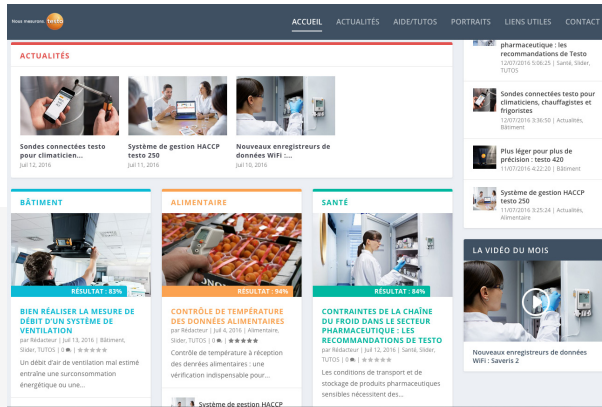 Nous mesurons testo
ACCUEIL ACTUALITÉS AIDE/TUTOS PORTRAITS LIENS UTILES CONTACT
ACTUALITÉS
Sondes connectées testo
pour climaticien...
Juil 12, 2016
Système de gestion HACCP
testo 250
Juil 11, 2016
Nouveaux enregistreurs de
données WiFi :...
Juil 10, 2016
BÂTIMENT
RÉSULTAT : 83%
BIEN RÉALISER LA MESURE DE
DÉBIT D'UN SYSTÈME DE
VENTILATION
par Rédacteur | Juil 13, 2016 | Bâtiment,
Slider, TUTOS | 0 |
Un débit d'air de ventilation mal estimé
entraîne une surconsommation
énergétique ou une...
ALIMENTAIRE
RÉSULTAT : 94%
CONTRÔLE DE TEMPÉRATURE
DES DONNÉES ALIMENTAIRES
par Rédacteur | Juil 4, 2016 | Alimentaire,
Slider, TUTOS | 0 |
Contrôle de température à réception
des denrées alimentaires : une
vérification indispensable pour...
Système de gestion HACCP
SANTÉ
RÉSULTAT : 84%
CONTRAINTES DE LA CHAÎNE
DU FROID DANS LE SECTEUR
PHARMACEUTIQUE : LES
RECOMMANDATIONS DE TESTO
par Rédacteur | Juil 12, 2016 | Santé, Slider,
TUTOS | 0 |
Les conditions de transport et de
stockage de produits pharmaceutiques
sensibles nécessitent des...
pharmaceutique : les
recommandations de Testo
12/07/2016 5:06:25 | Santé, Slider,
TUTOS
Sondes connectées testo pour
climaticiens, chauffagistes et
frigoristes
12/07/2016 3:36:50 | Actualités,
Bâtiment
Plus léger pour plus de
précision : testo 420
11/07/2016 4:22:20 | Bâtiment
Système de gestion HACCP
testo 250
11/07/2016 3:25:24 | Actualités,
Alimentaire
LA VIDÉO DU MOIS
Nouveaux enregistreurs de données
WiFi : Saveris 2